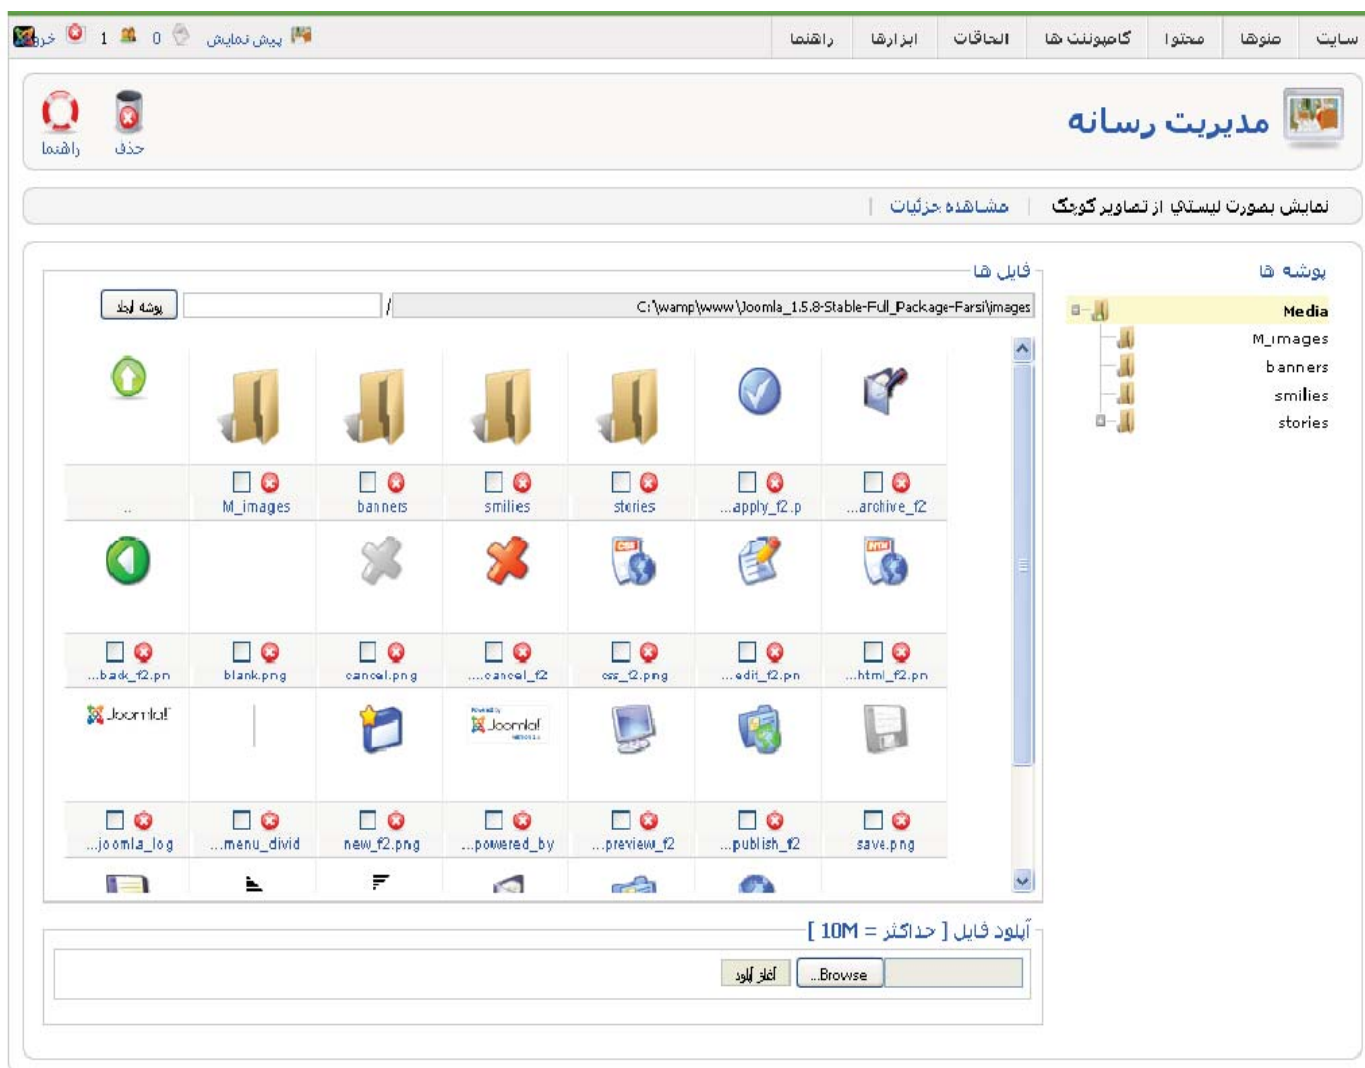 سایت منوها محتوا کامپوننت ها الحاقات ابزارها راهنما پیش نمایش 0 1 خروج
مدیریت رسانه
حذف راهنما
نمایش بصورت لیستي از تصاویر کوچک مشاهده جزئیات
پوشه ها
Media
M_images
banners
smilies
stories
فایل ها
C:\wamp\www\Joomla_1.5.8-Stable-Full_Package-Farsi\images / پوشه ایجاد
.. M_images banners smilies stories ...apply_f2.p ...archive_f2
...back_f2.pn blank.png cancel.png ....cancel_f2 css_f2.png ...edit_f2.pn ...html_f2.pn
Joomla! Powered by Joomla!
...joomla_log ...menu_divid new_f2.png ...powered_by ...preview_f2 ...publish_f2 save.png
آپلود فایل [ حداکثر = 10M ]
Browse... آغاز آپلود